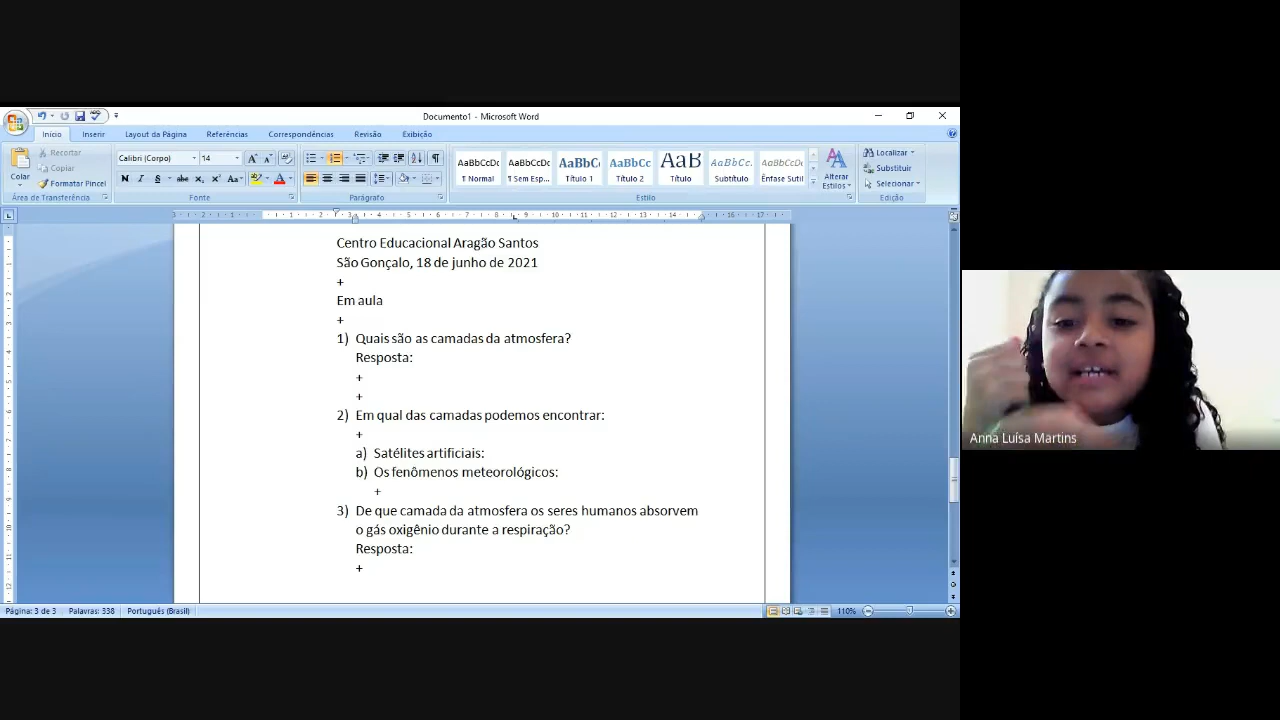 Documento1 - Microsoft Word
Início Inserir Layout da Página Referências Correspondências Revisão Exibição
Colar
Recortar
Copiar
Formatar Pincel
Área de Transferência
Calibri (Corpo) 14
Fonte
Parágrafo
AaBbCcDc AaBbCcDc AaBbC AaBbCc AaB AaBbCc. AaBbCcDc
¶ Normal ¶ Sem Esp... Título 1 Título 2 Título Subtítulo Ênfase Sutil
Alterar Estilos
Estilo
Localizar
Substituir
Selecionar
Edição
Centro Educacional Aragão Santos
São Gonçalo, 18 de junho de 2021
+
Em aula
+
1) Quais são as camadas da atmosfera?
Resposta:
+
+
2) Em qual das camadas podemos encontrar:
+
a) Satélites artificiais:
b) Os fenômenos meteorológicos:
+
3) De que camada da atmosfera os seres humanos absorvem
o gás oxigênio durante a respiração?
Resposta:
+
Página: 3 de 3 Palavras: 338 Português (Brasil) 110%
Anna Luísa Martins